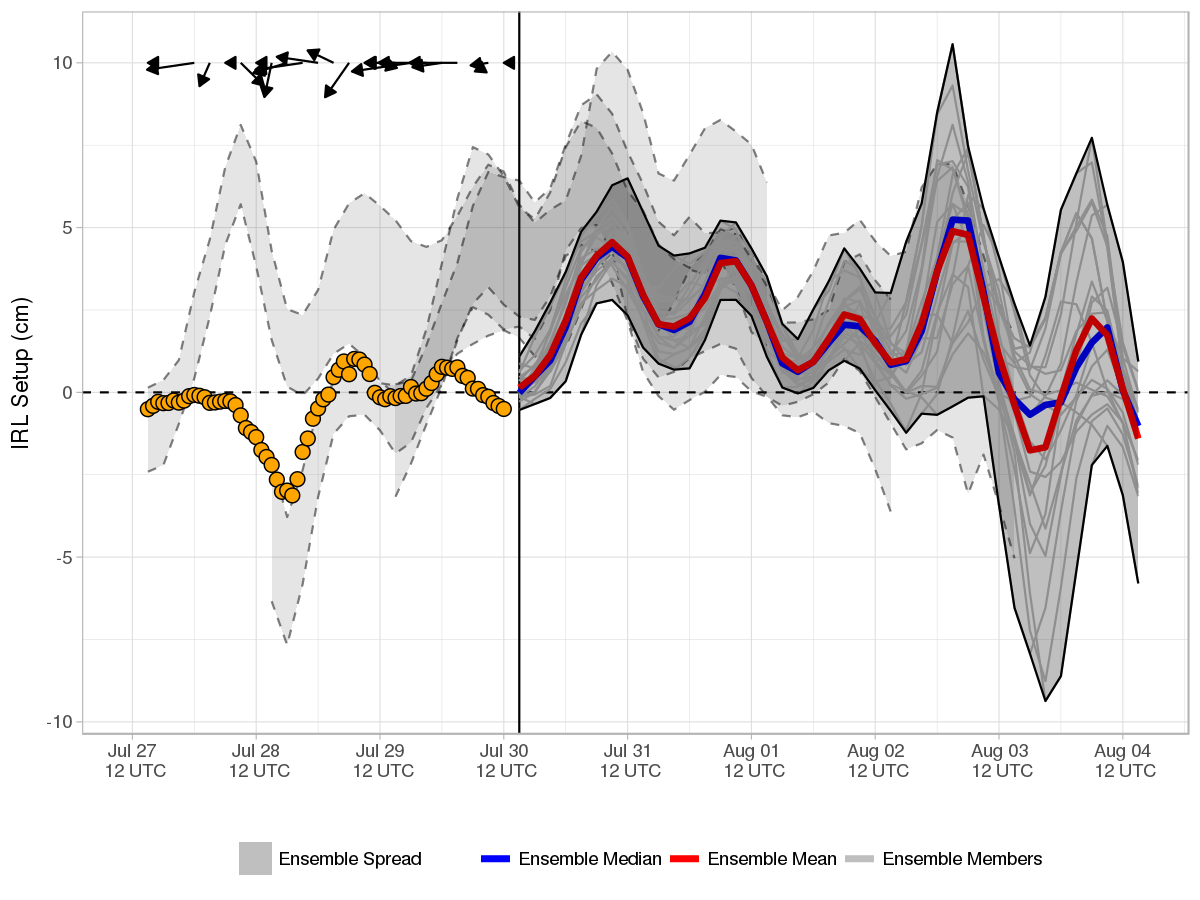 IRL Setup (cm)
10
5
0
-5
-10
Jul 27
12 UTC
Jul 28
12 UTC
Jul 29
12 UTC
Jul 30
12 UTC
Jul 31
12 UTC
Aug 01
12 UTC
Aug 02
12 UTC
Aug 03
12 UTC
Aug 04
12 UTC
Ensemble Spread
Ensemble Median
Ensemble Mean
Ensemble Members